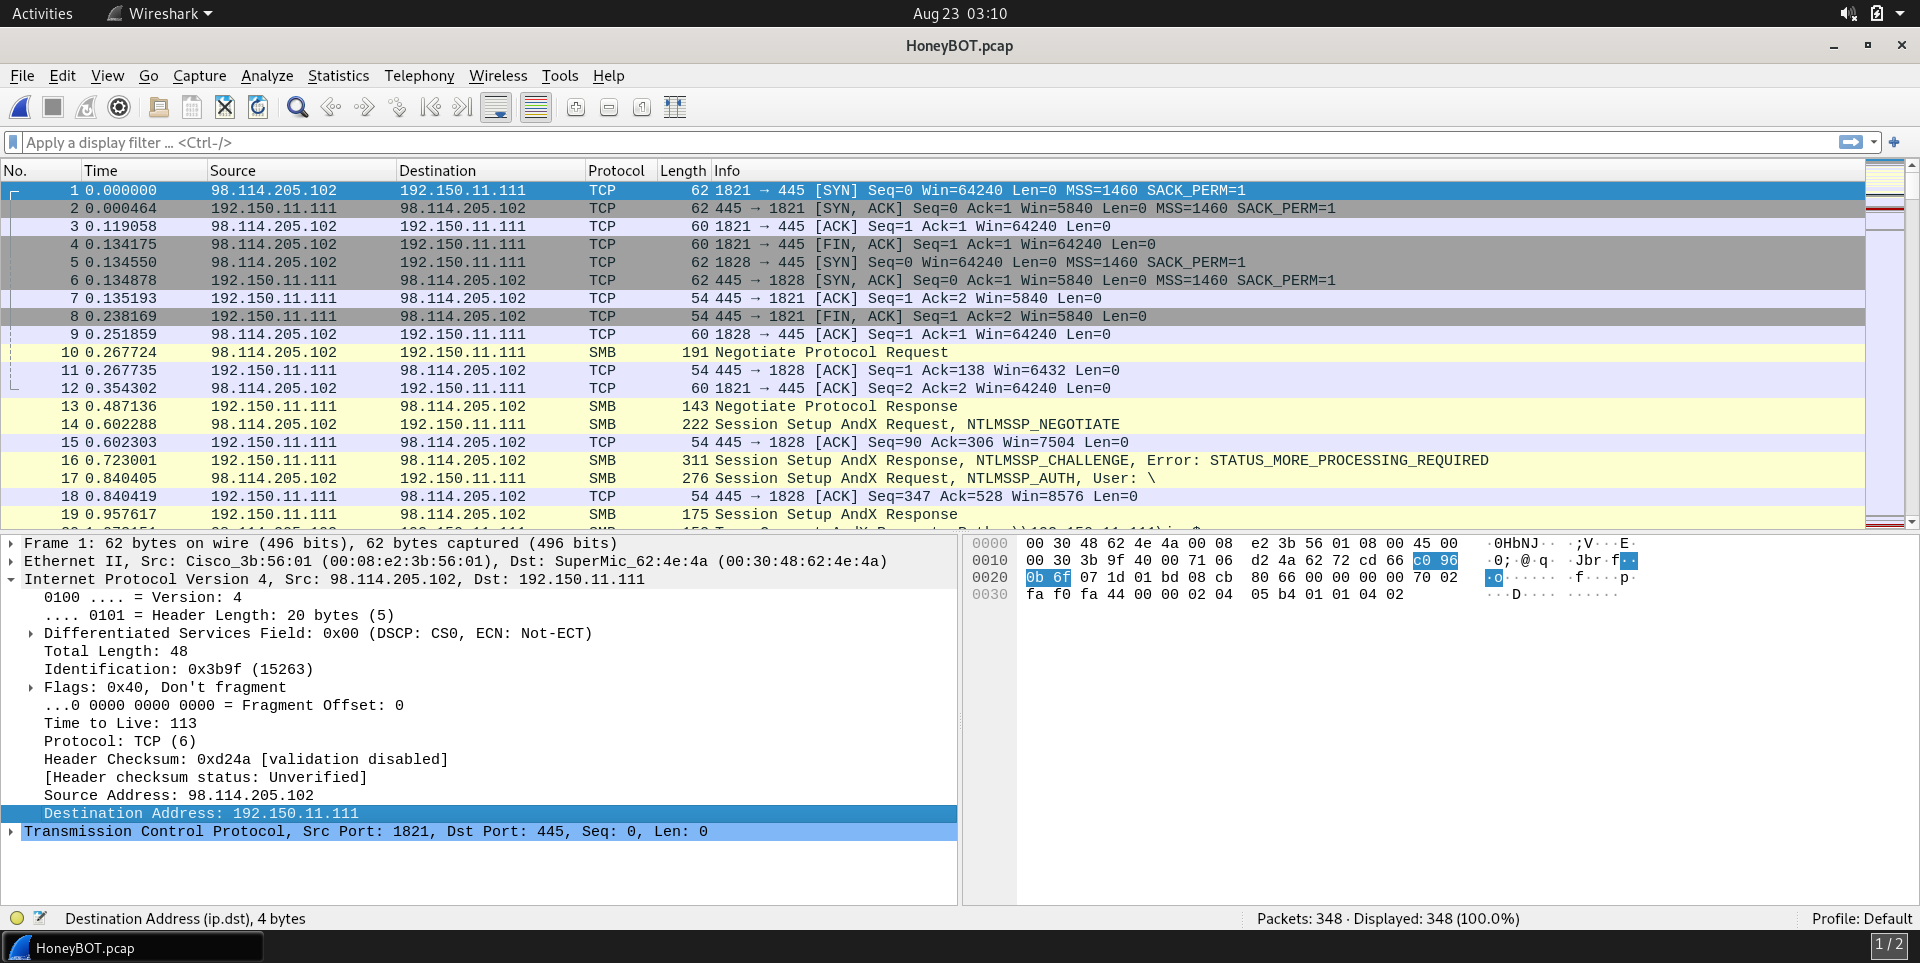 Activities Wireshark Aug 23 03:10
HoneyBOT.pcap
File Edit View Go Capture Analyze Statistics Telephony Wireless Tools Help
Apply a display filter ... <Ctrl-/>
No. Time Source Destination Protocol Length Info
1 0.000000 98.114.205.102 192.150.11.111 TCP 62 1821 → 445 [SYN] Seq=0 Win=64240 Len=0 MSS=1460 SACK_PERM=1
2 0.000464 192.150.11.111 98.114.205.102 TCP 62 445 → 1821 [SYN, ACK] Seq=0 Ack=1 Win=5840 Len=0 MSS=1460 SACK_PERM=1
3 0.119058 98.114.205.102 192.150.11.111 TCP 60 1821 → 445 [ACK] Seq=1 Ack=1 Win=64240 Len=0
4 0.134175 98.114.205.102 192.150.11.111 TCP 60 1821 → 445 [FIN, ACK] Seq=1 Ack=1 Win=64240 Len=0
5 0.134550 98.114.205.102 192.150.11.111 TCP 62 1828 → 445 [SYN] Seq=0 Win=64240 Len=0 MSS=1460 SACK_PERM=1
6 0.134878 192.150.11.111 98.114.205.102 TCP 62 445 → 1828 [SYN, ACK] Seq=0 Ack=1 Win=5840 Len=0 MSS=1460 SACK_PERM=1
7 0.135193 192.150.11.111 98.114.205.102 TCP 54 445 → 1821 [ACK] Seq=1 Ack=2 Win=5840 Len=0
8 0.238169 192.150.11.111 98.114.205.102 TCP 54 445 → 1821 [FIN, ACK] Seq=1 Ack=2 Win=5840 Len=0
9 0.251859 98.114.205.102 192.150.11.111 TCP 60 1828 → 445 [ACK] Seq=1 Ack=1 Win=64240 Len=0
10 0.267724 98.114.205.102 192.150.11.111 SMB 191 Negotiate Protocol Request
11 0.267735 192.150.11.111 98.114.205.102 TCP 54 445 → 1828 [ACK] Seq=1 Ack=138 Win=6432 Len=0
12 0.354302 98.114.205.102 192.150.11.111 TCP 60 1821 → 445 [ACK] Seq=2 Ack=2 Win=64240 Len=0
13 0.487136 192.150.11.111 98.114.205.102 SMB 143 Negotiate Protocol Response
14 0.602288 98.114.205.102 192.150.11.111 SMB 222 Session Setup AndX Request, NTLMSSP_NEGOTIATE
15 0.602303 192.150.11.111 98.114.205.102 TCP 54 445 → 1828 [ACK] Seq=90 Ack=306 Win=7504 Len=0
16 0.723001 192.150.11.111 98.114.205.102 SMB 311 Session Setup AndX Response, NTLMSSP_CHALLENGE, Error: STATUS_MORE_PROCESSING_REQUIRED
17 0.840405 98.114.205.102 192.150.11.111 SMB 276 Session Setup AndX Request, NTLMSSP_AUTH, User: \
18 0.840419 192.150.11.111 98.114.205.102 TCP 54 445 → 1828 [ACK] Seq=347 Ack=528 Win=8576 Len=0
19 0.957617 192.150.11.111 98.114.205.102 SMB 175 Session Setup AndX Response
Frame 1: 62 bytes on wire (496 bits), 62 bytes captured (496 bits)
Ethernet II, Src: Cisco_3b:56:01 (00:08:e2:3b:56:01), Dst: SuperMic_62:4e:4a (00:30:48:62:4e:4a)
Internet Protocol Version 4, Src: 98.114.205.102, Dst: 192.150.11.111
0100 .... = Version: 4
.... 0101 = Header Length: 20 bytes (5)
Differentiated Services Field: 0x00 (DSCP: CS0, ECN: Not-ECT)
Total Length: 48
Identification: 0x3b9f (15263)
Flags: 0x40, Don't fragment
...0 0000 0000 0000 = Fragment Offset: 0
Time to Live: 113
Protocol: TCP (6)
Header Checksum: 0xd24a [validation disabled]
[Header checksum status: Unverified]
Source Address: 98.114.205.102
Destination Address: 192.150.11.111
Transmission Control Protocol, Src Port: 1821, Dst Port: 445, Seq: 0, Len: 0
0000 00 30 48 62 4e 4a 00 08 e2 3b 56 01 08 00 45 00 ·0HbNJ·· ·;V···E·
0010 00 30 3b 9f 40 00 71 06 d2 4a 62 72 cd 66 c0 96 ·0;·@·q· ·Jbr·f··
0020 0b 6f 07 1d 01 bd 08 cb 80 66 00 00 00 00 70 02 ·o······ ·f····p·
0030 fa f0 fa 44 00 00 02 04 05 b4 01 01 04 02 ···D···· ······
Destination Address (ip.dst), 4 bytes
Packets: 348 · Displayed: 348 (100.0%)
Profile: Default
HoneyBOT.pcap
1 / 2